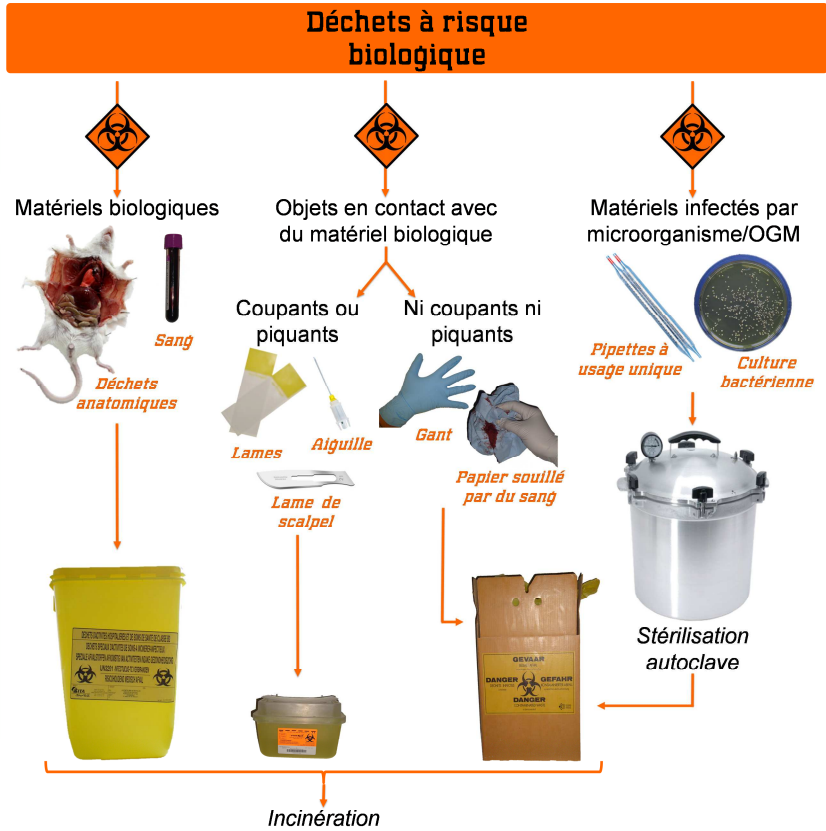 Déchets à risque
biologique
Matériels biologiques
Sang
Déchets
anatomiques
Objets en contact avec
du matériel biologique
Coupants ou
piquants
Lames
Aiguille
Lame de
scalpel
Ni coupants ni
piquants
Gant
Papier souillé
par du sang
Matériels infectés par
microorganisme/OGM
Pipettes à
usage unique
Culture
bactérienne
Stérilisation
autoclave
GEVAAR
DANGER
GEFAHR
DANGER
Incinération